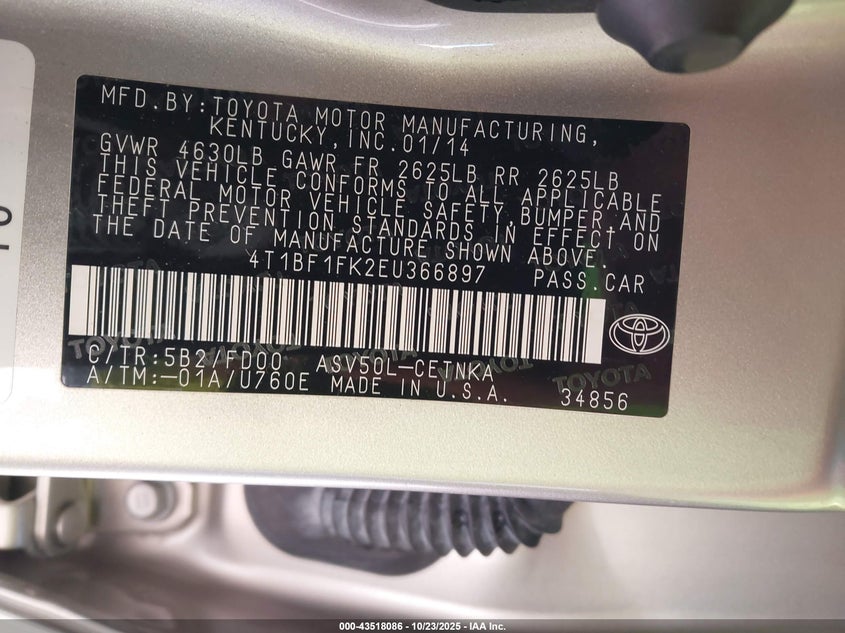 MFD.BY:TOYOTA MOTOR MANUFACTURING,
KENTUCKY,INC.01/14
GVWR 4630LB GAWR FR 2625LB RR 2625LB
THIS VEHICLE CONFORMS TO ALL APPLICABLE
FEDERAL MOTOR VEHICLE SAFETY,BUMPER,AND
THEFT PREVENTION STANDARDS IN EFFECT ON
THE DATE OF MANUFACTURE SHOWN ABOVE.
4T1BF1FK2EU366897 PASS.CAR
C/TR:5B2/FD00 ASV50L-CETNKA
A/TM:-01A/U760E MADE IN U.S.A. 34856
TOYOTA
000-43518086 - 10/23/2025 - IAA Inc.